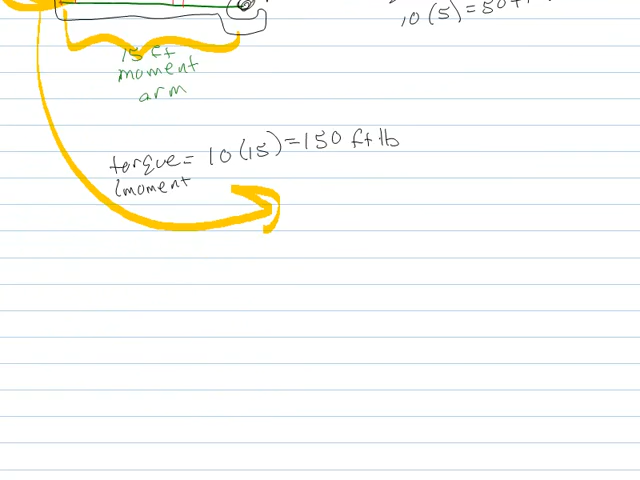 10 (5) = 50 ft
15 ft
moment
arm
torque = 10 (15) = 150 ft lb
(moment